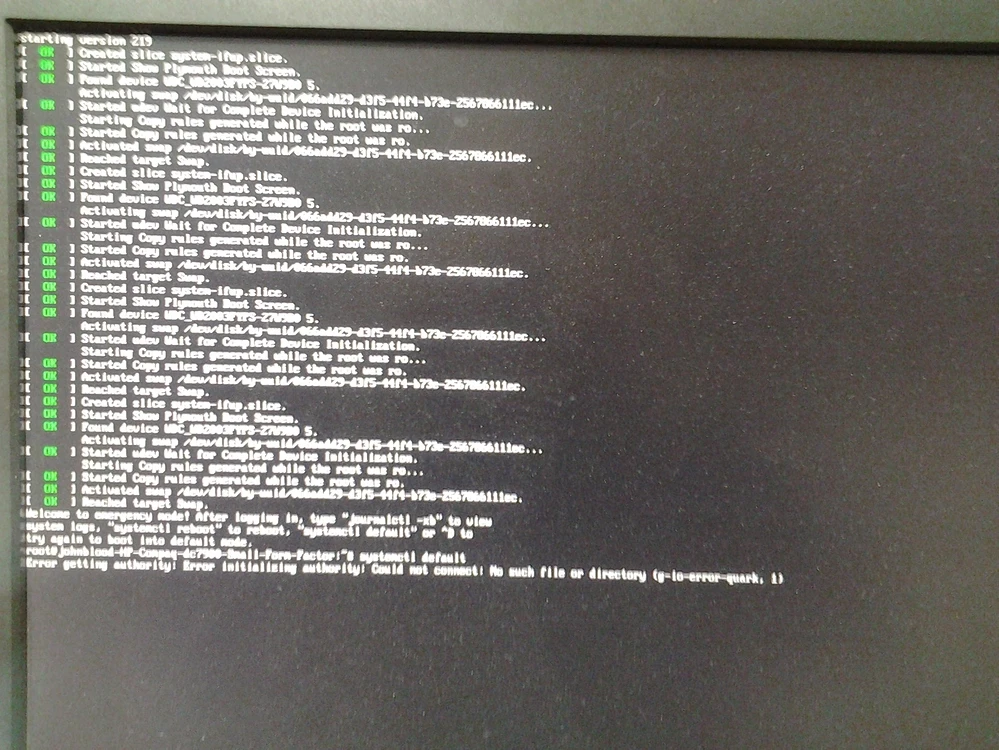 starting version 219
[ OK ] Created slice system-ifup.slice.
[ OK ] Started Show Plymouth Boot Screen.
[ OK ] Found device WDC_WD2003FYPS-27W9B0 5.
Activating swap /dev/disk/by-uuid/066add29-d3f5-44f4-b73e-2567066111ec...
[ OK ] Started udev Wait for Complete Device Initialization.
Starting Copy rules generated while the root was ro...
[ OK ] Started Copy rules generated while the root was ro.
[ OK ] Activated swap /dev/disk/by-uuid/066add29-d3f5-44f4-b73e-2567066111ec.
[ OK ] Reached target Swap.
[ OK ] Created slice system-ifup.slice.
[ OK ] Started Show Plymouth Boot Screen.
[ OK ] Found device WDC_WD2003FYPS-27W9B0 5.
Activating swap /dev/disk/by-uuid/066add29-d3f5-44f4-b73e-2567066111ec...
[ OK ] Started udev Wait for Complete Device Initialization.
Starting Copy rules generated while the root was ro...
[ OK ] Started Copy rules generated while the root was ro.
[ OK ] Activated swap /dev/disk/by-uuid/066add29-d3f5-44f4-b73e-2567066111ec.
[ OK ] Reached target Swap.
[ OK ] Created slice system-ifup.slice.
[ OK ] Started Show Plymouth Boot Screen.
[ OK ] Found device WDC_WD2003FYPS-27W9B0 5.
Activating swap /dev/disk/by-uuid/066add29-d3f5-44f4-b73e-2567066111ec...
[ OK ] Started udev Wait for Complete Device Initialization.
Starting Copy rules generated while the root was ro...
[ OK ] Started Copy rules generated while the root was ro.
[ OK ] Activated swap /dev/disk/by-uuid/066add29-d3f5-44f4-b73e-2567066111ec.
[ OK ] Reached target Swap.
[ OK ] Created slice system-ifup.slice.
[ OK ] Started Show Plymouth Boot Screen.
[ OK ] Found device WDC_WD2003FYPS-27W9B0 5.
Activating swap /dev/disk/by-uuid/066add29-d3f5-44f4-b73e-2567066111ec...
[ OK ] Started udev Wait for Complete Device Initialization.
Starting Copy rules generated while the root was ro...
[ OK ] Started Copy rules generated while the root was ro.
[ OK ] Activated swap /dev/disk/by-uuid/066add29-d3f5-44f4-b73e-2567066111ec.
[ OK ] Reached target Swap.
Welcome to emergency mode! After logging in, type "journalctl -xb" to view
system logs, "systemctl reboot" to reboot, "systemctl default" or ^D to
try again to boot into default mode.
root@johnblood-HP-Compaq-dc7900-Small-Form-Factor:~# systemctl default
Error getting authority: Error initializing authority: Could not connect: No such file or directory (g-io-error-quark, 1)